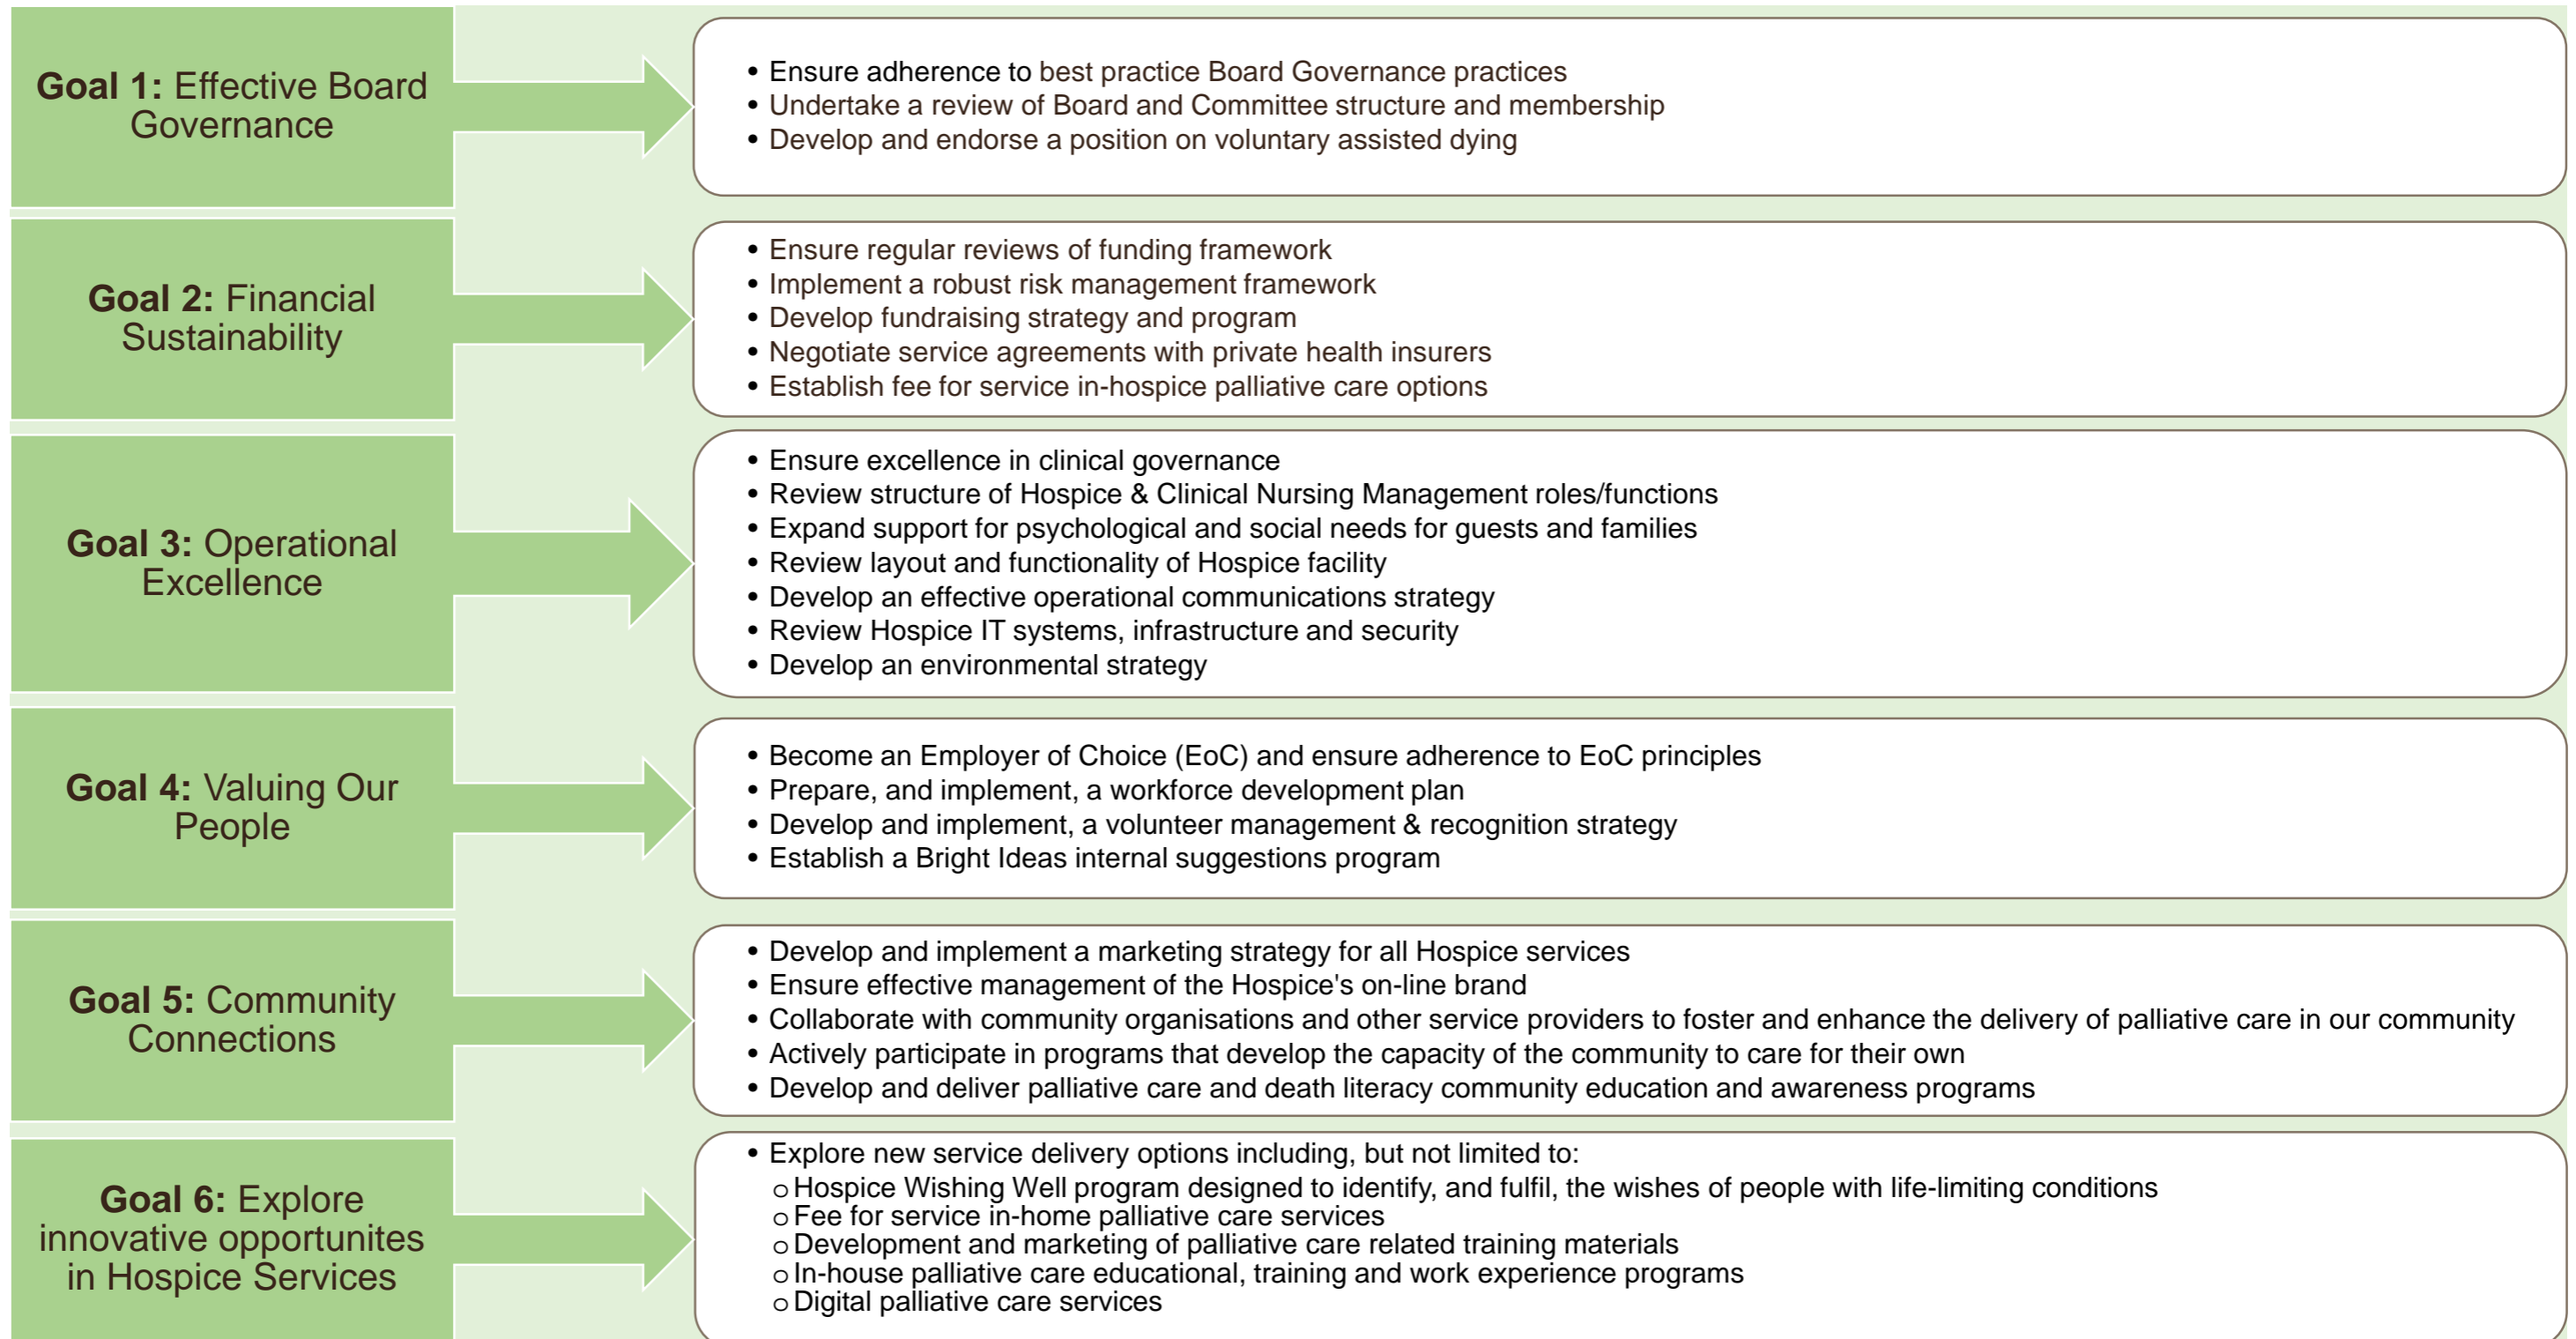 Goal 1: Effective Board
Governance
• Ensure adherence to best practice Board Governance practices
• Undertake a review of Board and Committee structure and membership
• Develop and endorse a position on voluntary assisted dying
Goal 2: Financial
Sustainability
• Ensure regular reviews of funding framework
• Implement a robust risk management framework
• Develop fundraising strategy and program
• Negotiate service agreements with private health insurers
• Establish fee for service in-hospice palliative care options
Goal 3: Operational
Excellence
• Ensure excellence in clinical governance
• Review structure of Hospice & Clinical Nursing Management roles/functions
• Expand support for psychological and social needs for guests and families
• Review layout and functionality of Hospice facility
• Develop an effective operational communications strategy
• Review Hospice IT systems, infrastructure and security
• Develop an environmental strategy
Goal 4: Valuing Our
People
• Become an Employer of Choice (EoC) and ensure adherence to EoC principles
• Prepare, and implement, a workforce development plan
• Develop and implement, a volunteer management & recognition strategy
• Establish a Bright Ideas internal suggestions program
Goal 5: Community
Connections
• Develop and implement a marketing strategy for all Hospice services
• Ensure effective management of the Hospice's on-line brand
• Collaborate with community organisations and other service providers to foster and enhance the delivery of palliative care in our community
• Actively participate in programs that develop the capacity of the community to care for their own
• Develop and deliver palliative care and death literacy community education and awareness programs
Goal 6: Explore
innovative opportunites
in Hospice Services
• Explore new service delivery options including, but not limited to:
o Hospice Wishing Well program designed to identify, and fulfil, the wishes of people with life-limiting conditions
o Fee for service in-home palliative care services
o Development and marketing of palliative care related training materials
o In-house palliative care educational, training and work experience programs
o Digital palliative care services